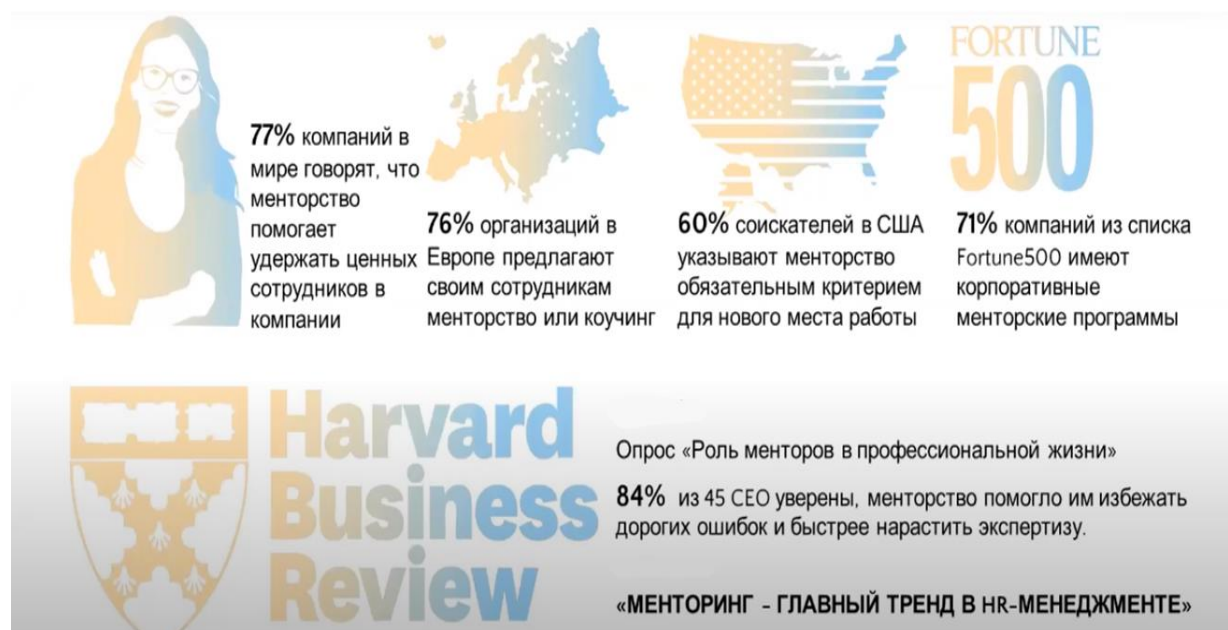 77% компаний в
мире говорят, что
менторство
помогает
удержать ценных
сотрудников в
компании
76% организаций в
Европе предлагают
своим сотрудникам
менторство или коучинг
60% соискателей в США
указывают менторство
обязательным критерием
для нового места работы
FORTUNE
500
71% компаний из списка
Fortune500 имеют
корпоративные
менторские программы
Harvard
Business
Review
Опрос «Роль менторов в профессиональной жизни»
84% из 45 CEO уверены, менторство помогло им избежать
дорогих ошибок и быстрее нарастить экспертизу.
«МЕНТОРИНГ - ГЛАВНЫЙ ТРЕНД В HR-МЕНЕДЖМЕНТЕ»